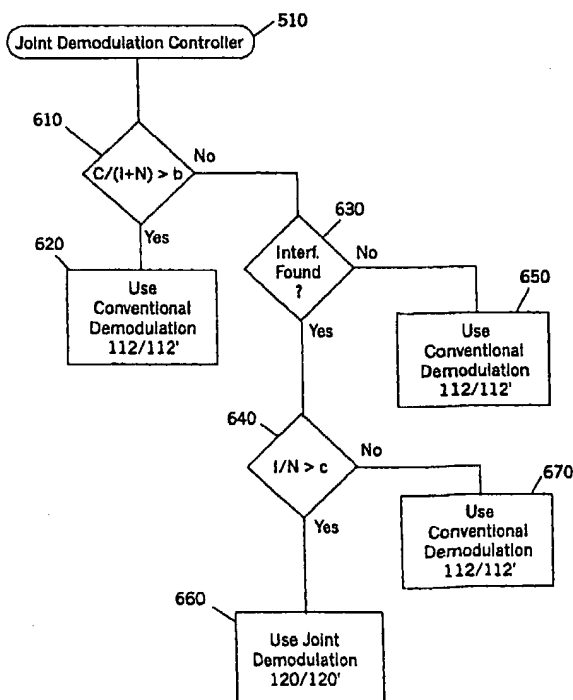 510
Joint Demodulation Controller
610
C/(I+N) > b
No
Yes
620
Use
Conventional
Demodulation
112/112'
630
Interf.
Found
?
No
Yes
650
Use
Conventional
Demodulation
112/112'
640
I/N > c
No
Yes
670
Use
Conventional
Demodulation
112/112'
660
Use Joint
Demodulation
120/120'